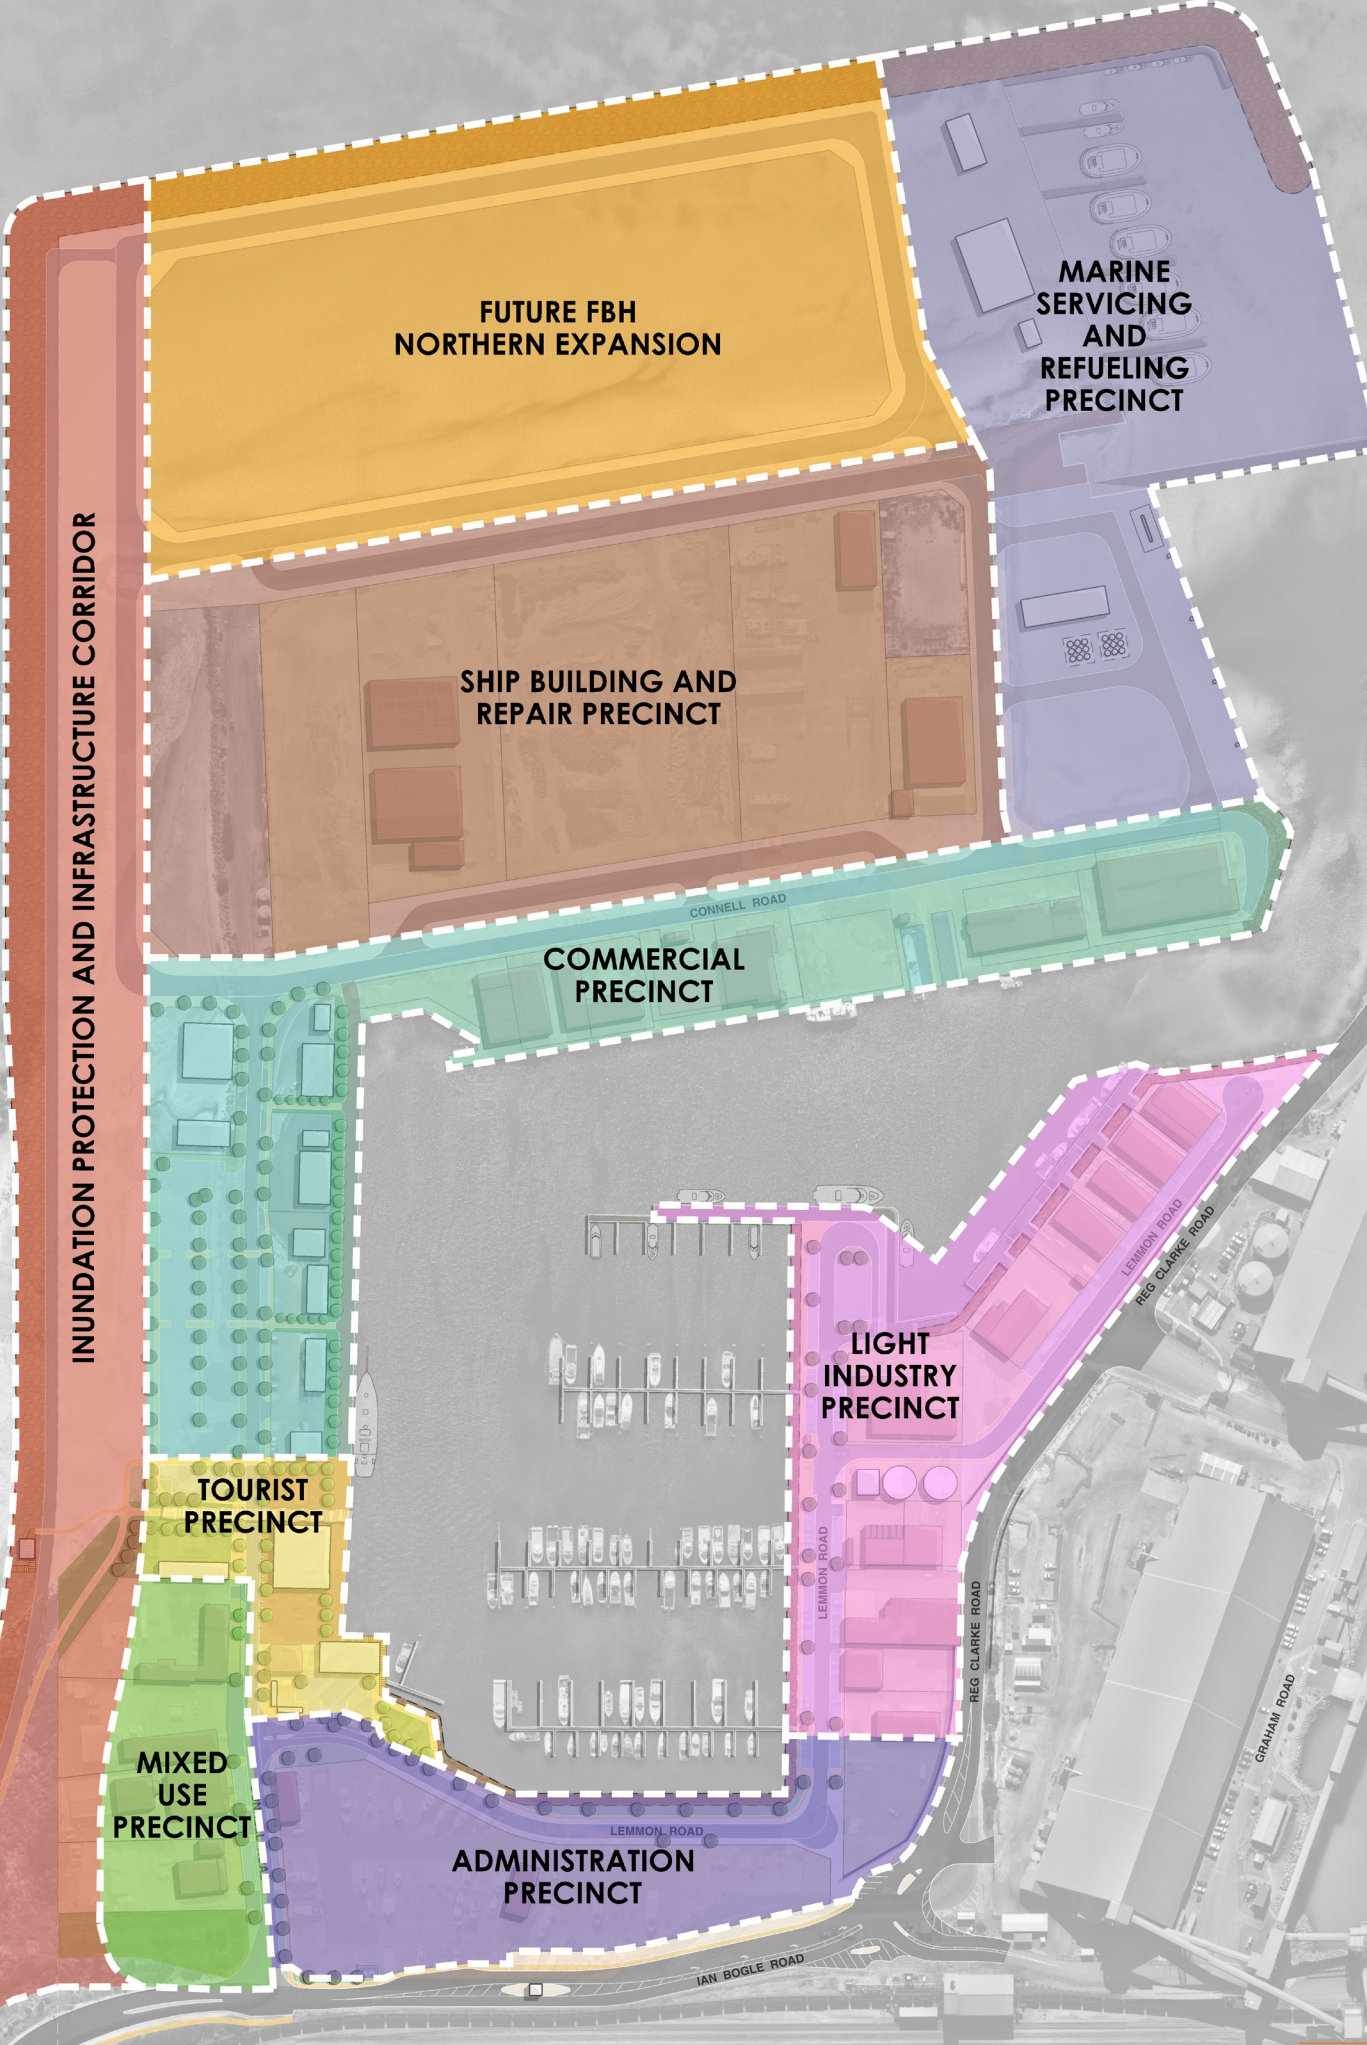 FUTURE FBH
NORTHERN EXPANSION
MARINE
SERVICING
AND
REFUELING
PRECINCT
INUNDATION PROTECTION AND INFRASTRUCTURE CORRIDOR
SHIP BUILDING AND
REPAIR PRECINCT
CONNELL ROAD
COMMERCIAL
PRECINCT
LEMMON ROAD
REG CLARKE ROAD
LIGHT
INDUSTRY
PRECINCT
TOURIST
PRECINCT
LEMMON ROAD
REG CLARKE ROAD
GRAHAM ROAD
MIXED
USE
PRECINCT
LEMMON ROAD
ADMINISTRATION
PRECINCT
IAN BOGLE ROAD